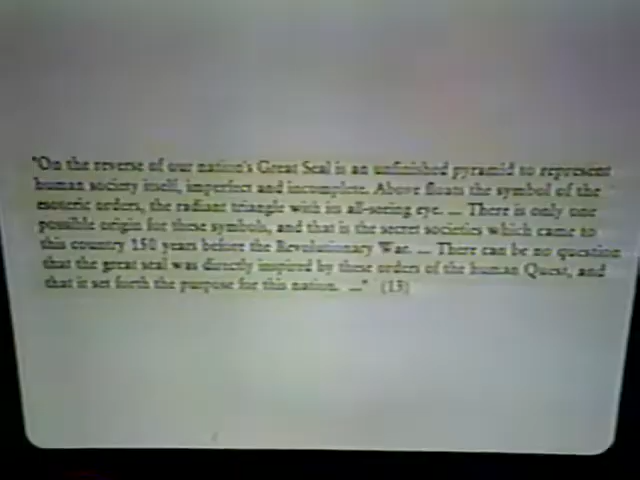 "On the reverse of our nation's Great Seal is an unfinished pyramid to represent
human society itself, imperfect and incomplete. Above floats the symbol of the
esoteric orders, the radiant triangle with its all-seeing eye. ... There is only one
possible origin for these symbols, and that is the secret societies which came to
this country 150 years before the Revolutionary War. ... There can be no question
that the great seal was directly inspired by these orders of the human Quest, and
that it set forth the purpose for this nation. ..." (13)